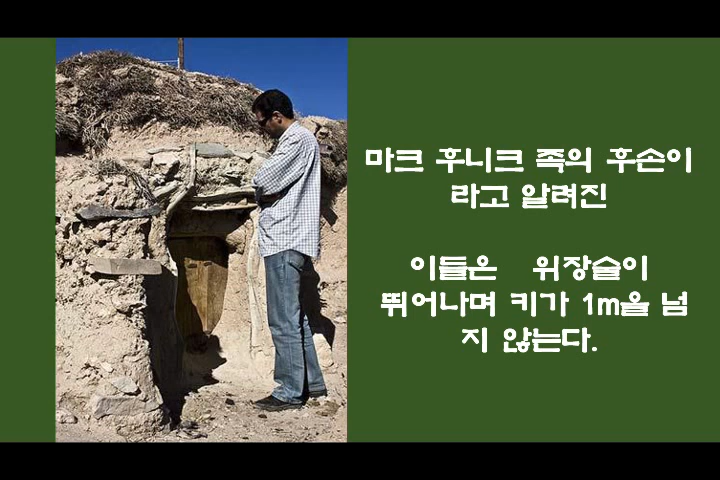 마크 후니크 족의 후손이
라고 알려진
이들은 위장술이
뛰어나며 키가 1m을 넘
지 않는다.